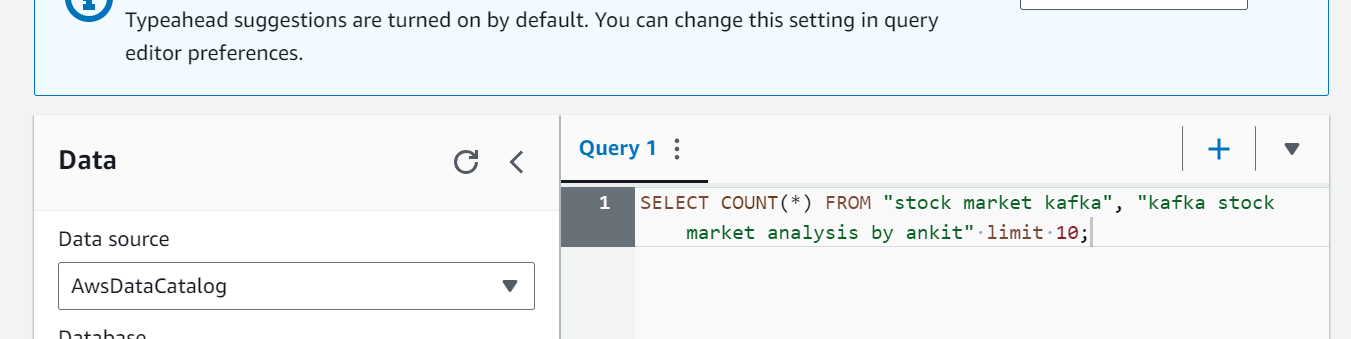 Typeahead suggestions are turned on by default. You can change this setting in query
editor preferences.
Data
Data source
AwsDataCatalog
Database
Query 1
1
SELECT COUNT(*) FROM "stock market kafka", "kafka stock
market analysis by ankit" limit 10;